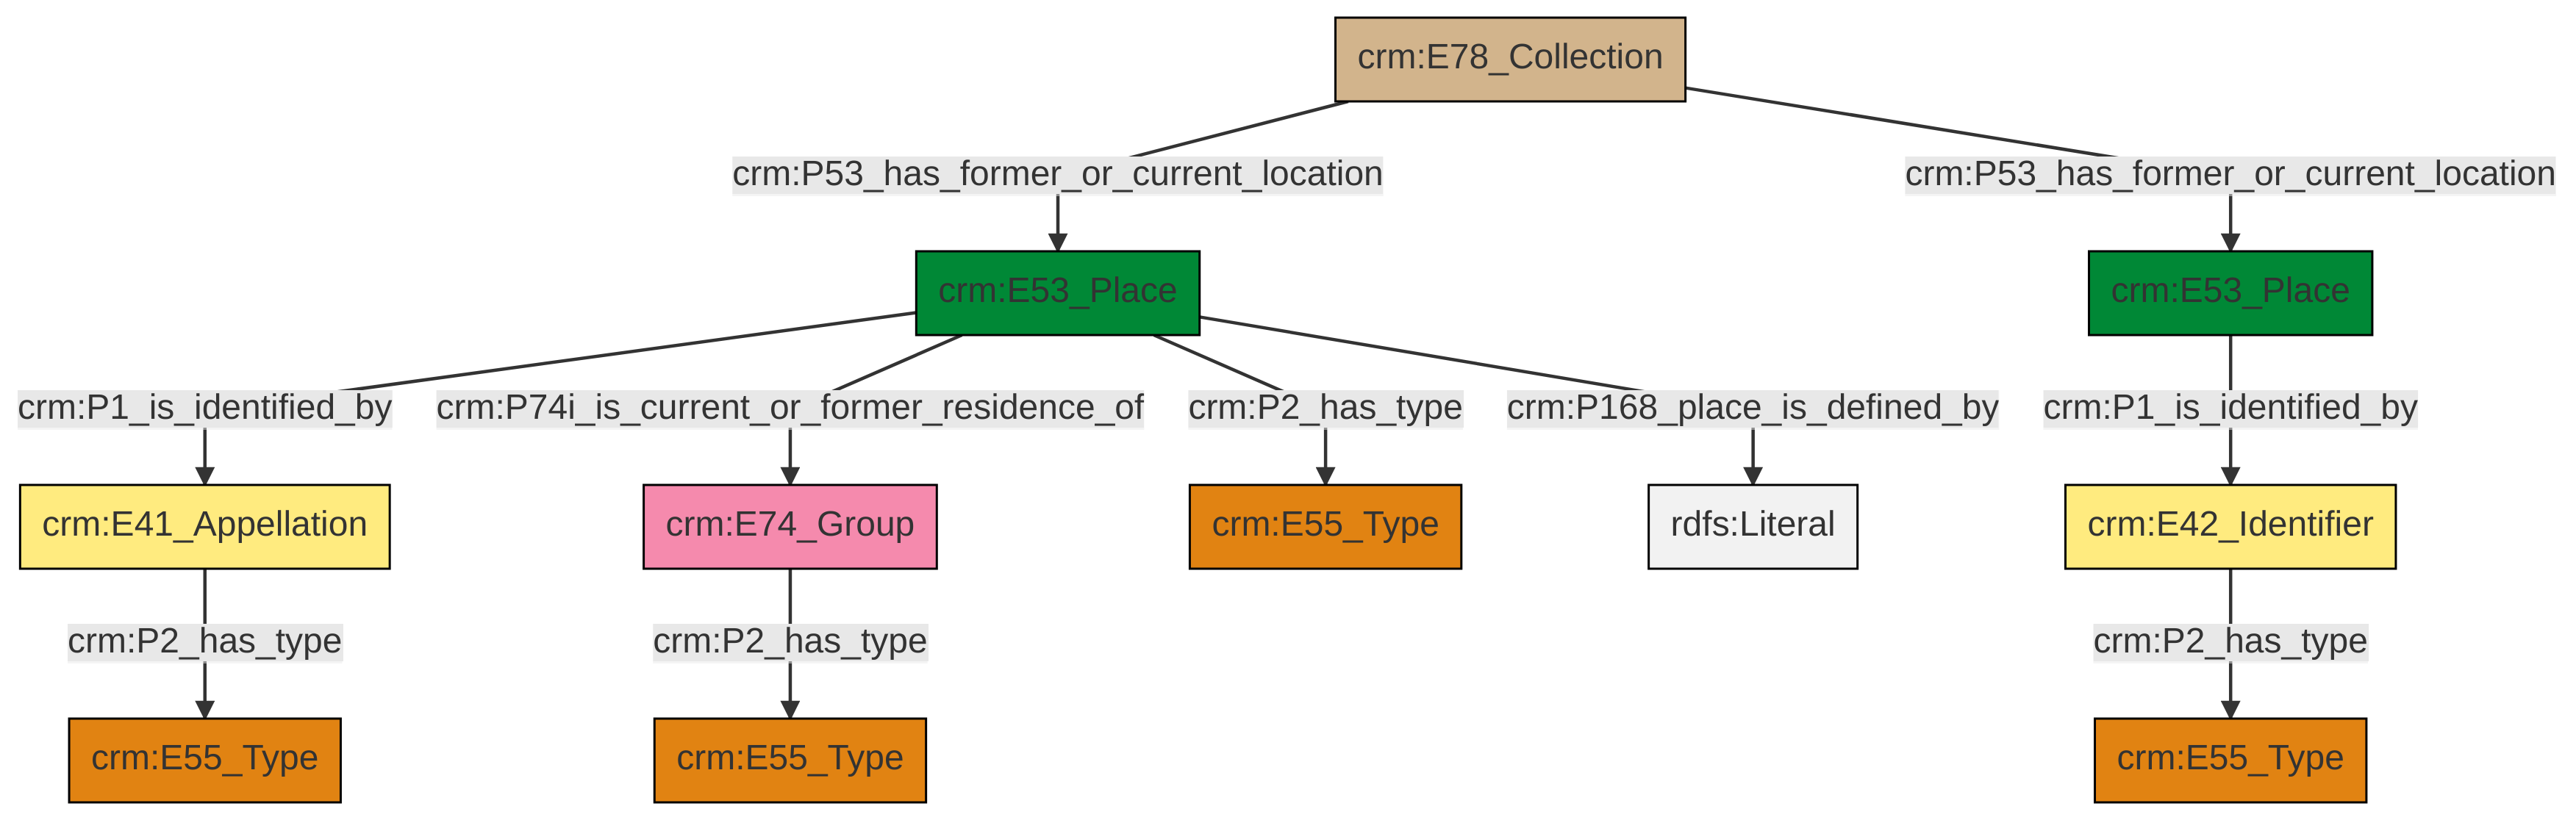 crm:E78_Collection
crm:P53_has_former_or_current_location
crm:P53_has_former_or_current_location
crm:E53_Place
crm:E53_Place
crm:P1_is_identified_by
crm:P74i_is_current_or_former_residence_of
crm:P2_has_type
crm:P168_place_is_defined_by
crm:P1_is_identified_by
crm:E41_Appellation
crm:E74_Group
crm:E55_Type
rdfs:Literal
crm:E42_Identifier
crm:P2_has_type
crm:P2_has_type
crm:P2_has_type
crm:E55_Type
crm:E55_Type
crm:E55_Type